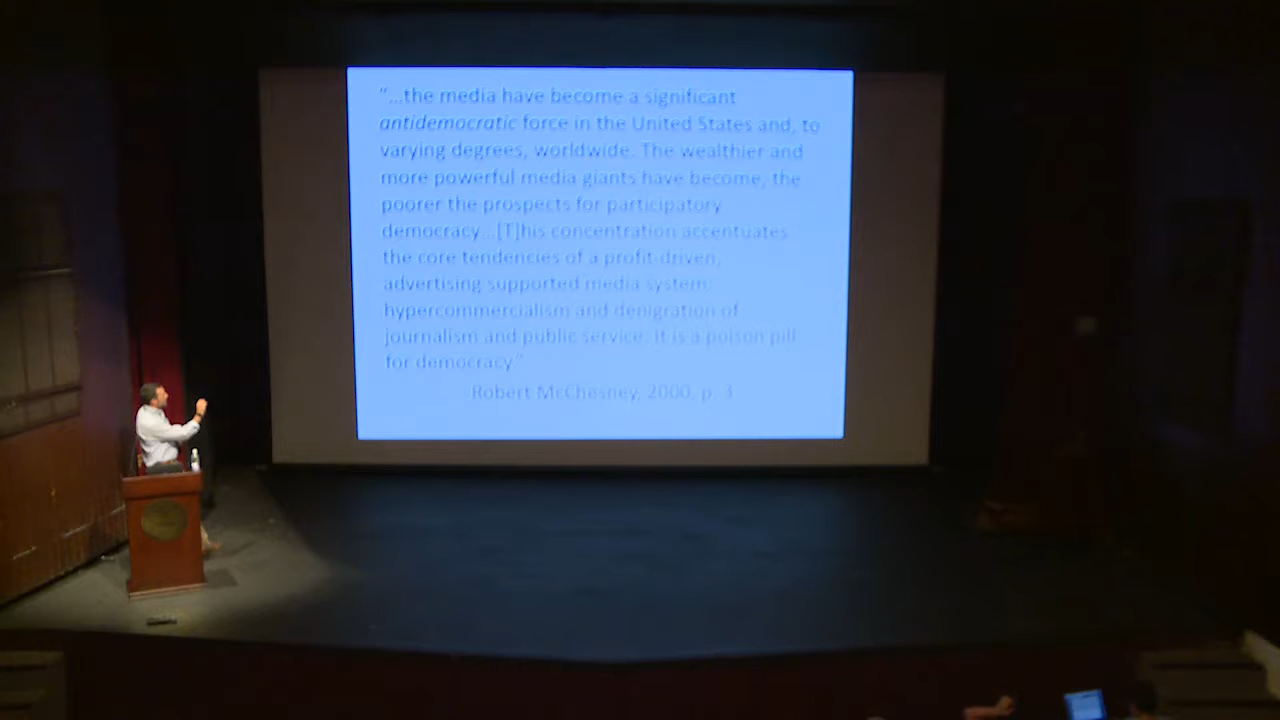 "...the media have become a significant
antidemocratic force in the United States and, to
varying degrees, worldwide. The wealthier and
more powerful media giants have become, the
poorer the prospects for participatory
democracy...[T]his concentration accentuates
the core tendencies of a profit-driven,
advertising supported media system:
hypercommercialism and denigration of
journalism and public service. It is a poison pill
for democracy."
-Robert McChesney, 2000, p. 3